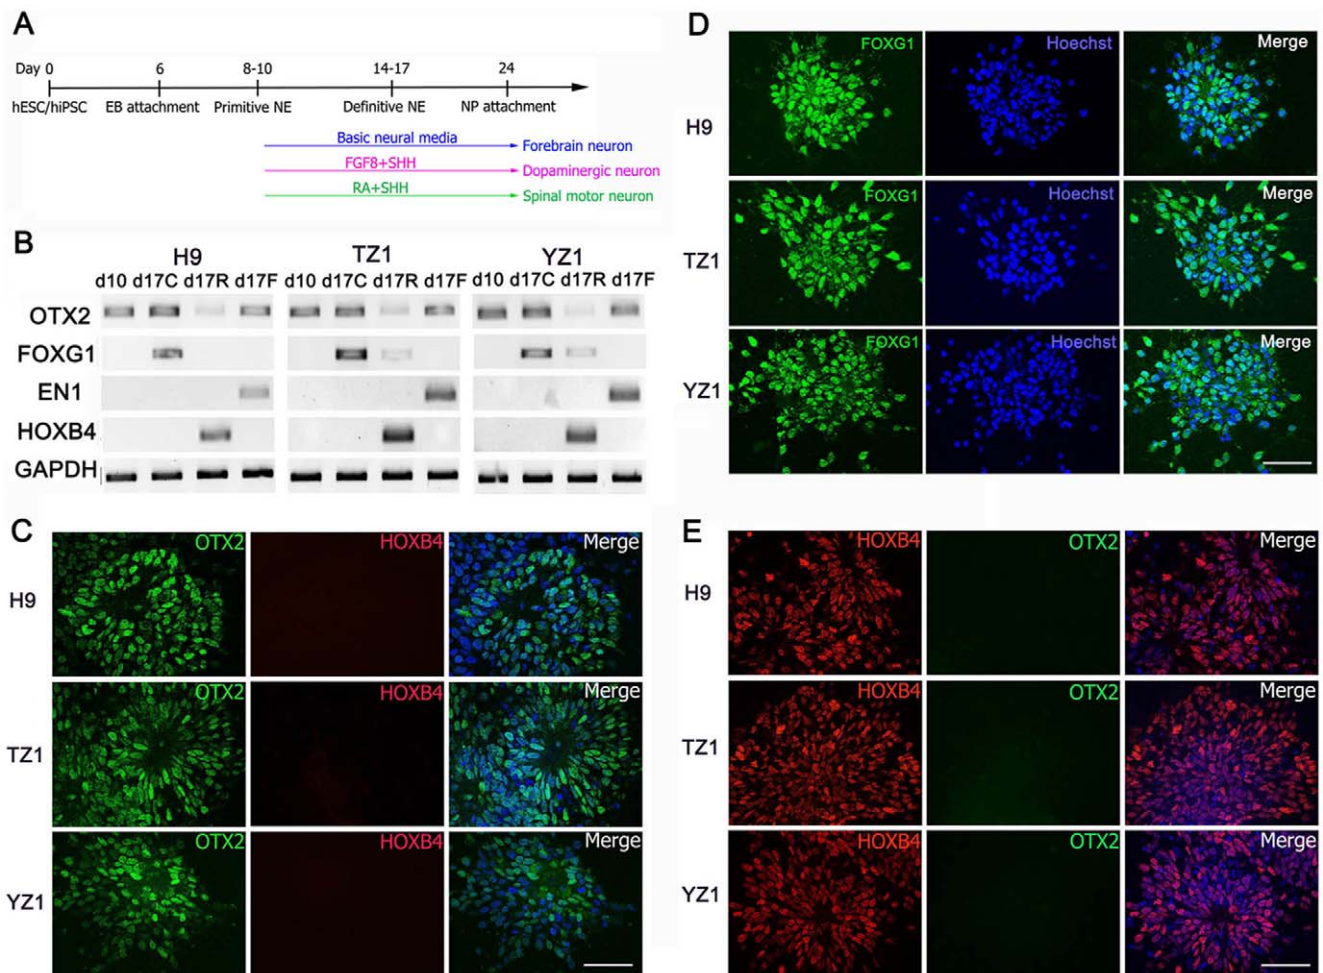 A
Day 0 6 8-10 14-17 24
hESC/hiPSC EB attachment Primitive NE Definitive NE NP attachment
Basic neural media Forebrain neuron
FGF8+SHH Dopaminergic neuron
RA+SHH Spinal motor neuron
B
H9 TZ1 YZ1
d10 d17C d17R d17F d10 d17C d17R d17F d10 d17C d17R d17F
OTX2
FOXG1
EN1
HOXB4
GAPDH
C
OTX2 HOXB4 Merge
H9
OTX2 HOXB4 Merge
TZ1
OTX2 HOXB4 Merge
YZ1
D
FOXG1 Hoechst Merge
H9
FOXG1 Hoechst Merge
TZ1
FOXG1 Hoechst Merge
YZ1
E
HOXB4 OTX2 Merge
H9
HOXB4 OTX2 Merge
TZ1
HOXB4 OTX2 Merge
YZ1